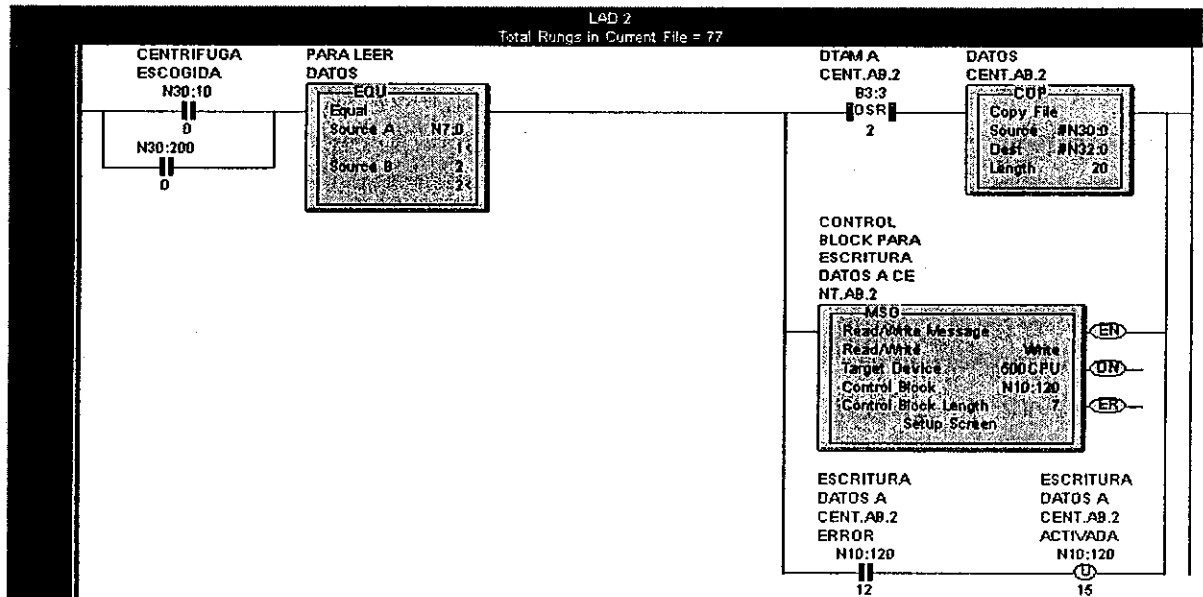 LAD 2
Total Rungs in Current File = 77
CENTRIFUGA
ESCOGIDA
N30:10
0
N30:200
0
PARA LEER
DATOS
EQU
Equal
Source A N7:0
1<
Source B 2
2<
DTAM A
CENT.AB.2
B3:3
OSR
2
DATOS
CENT.AB.2
COP
Copy File
Source #N30:0
Dest #N32:0
Length 20
CONTROL
BLOCK PARA
ESCRITURA
DATOS A CE
NT.AB.2
MSG
Read/Write Message
Read/Write Write
Target Device 500CPU
Control Block N10:120
Control Block Length 7
Setup Screen
EN
DN
ER
ESCRITURA
DATOS A
CENT.AB.2
ERROR
N10:120
12
ESCRITURA
DATOS A
CENT.AB.2
ACTIVADA
N10:120
U
15